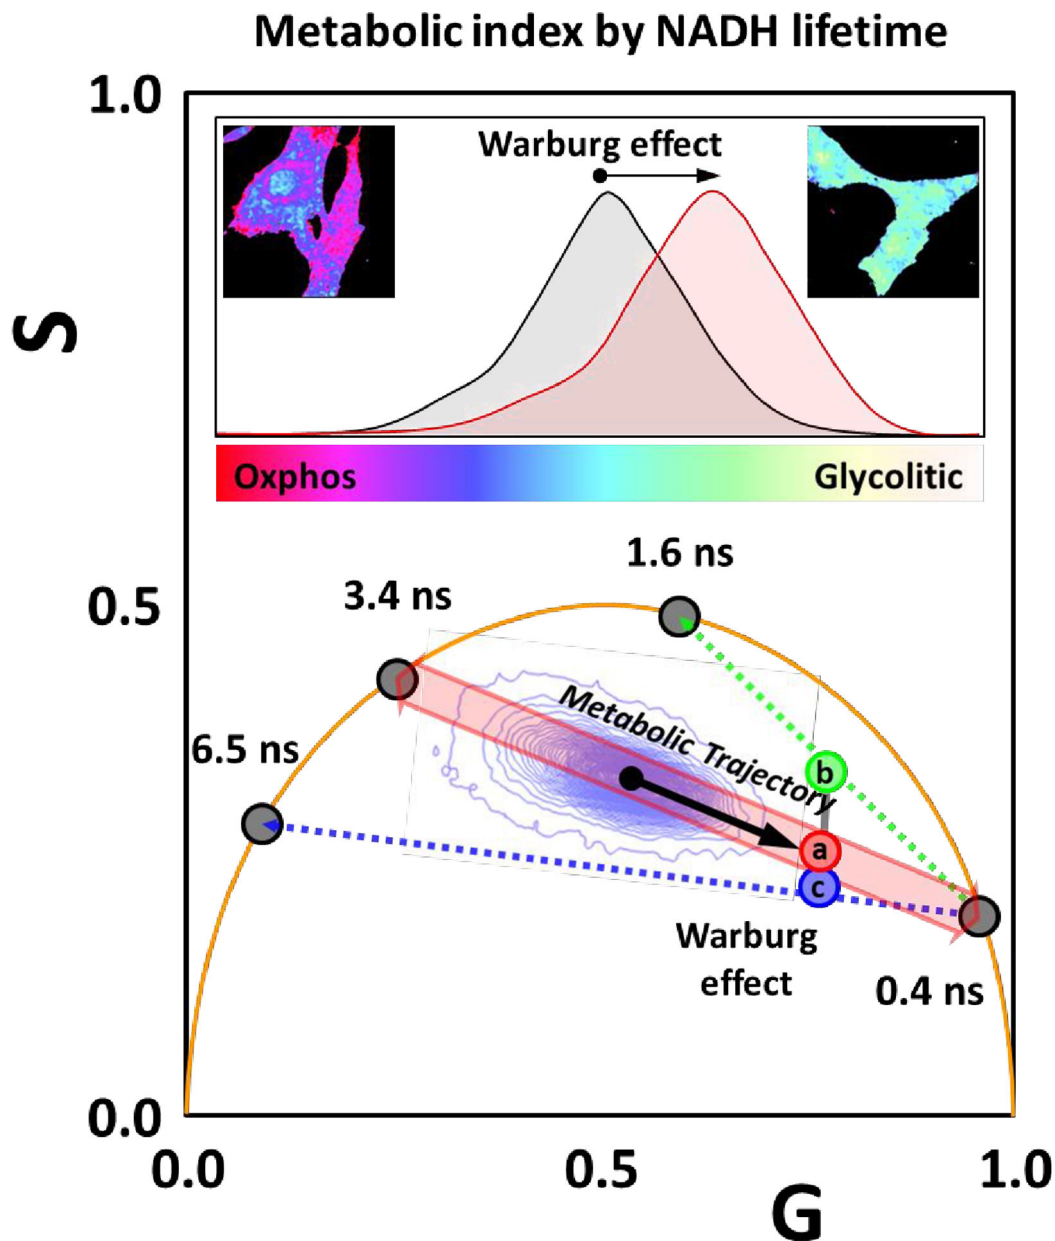 Metabolic index by NADH lifetime
1.0
Warburg effect
S
Oxphos
Glycolitic
1.6 ns
0.5
3.4 ns
6.5 ns
Metabolic Trajectory
b
a
c
Warburg
effect
0.4 ns
0.0
0.0
0.5
1.0
G